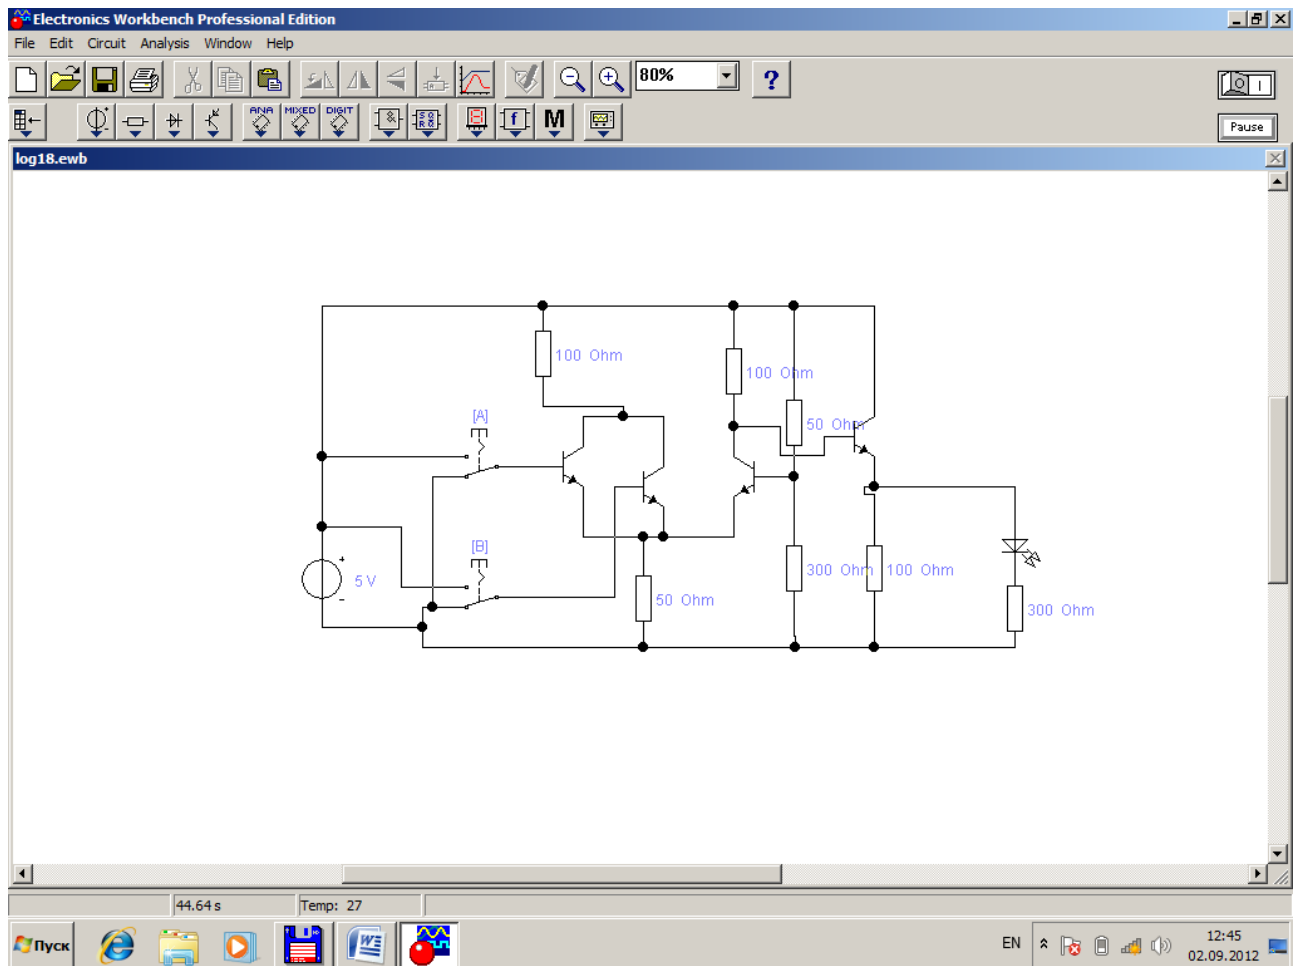 Electronics Workbench Professional Edition
File Edit Circuit Analysis Window Help
80%
?
ANA MIXED DIGIT
&
f
M
Pause
log18.ewb
100 Ohm
100 Ohm
[A]
50 Ohm
[B]
+
5 V
-
300 Ohm
100 Ohm
50 Ohm
300 Ohm
44.64 s
Temp: 27
Пуск
EN
12:45
02.09.2012